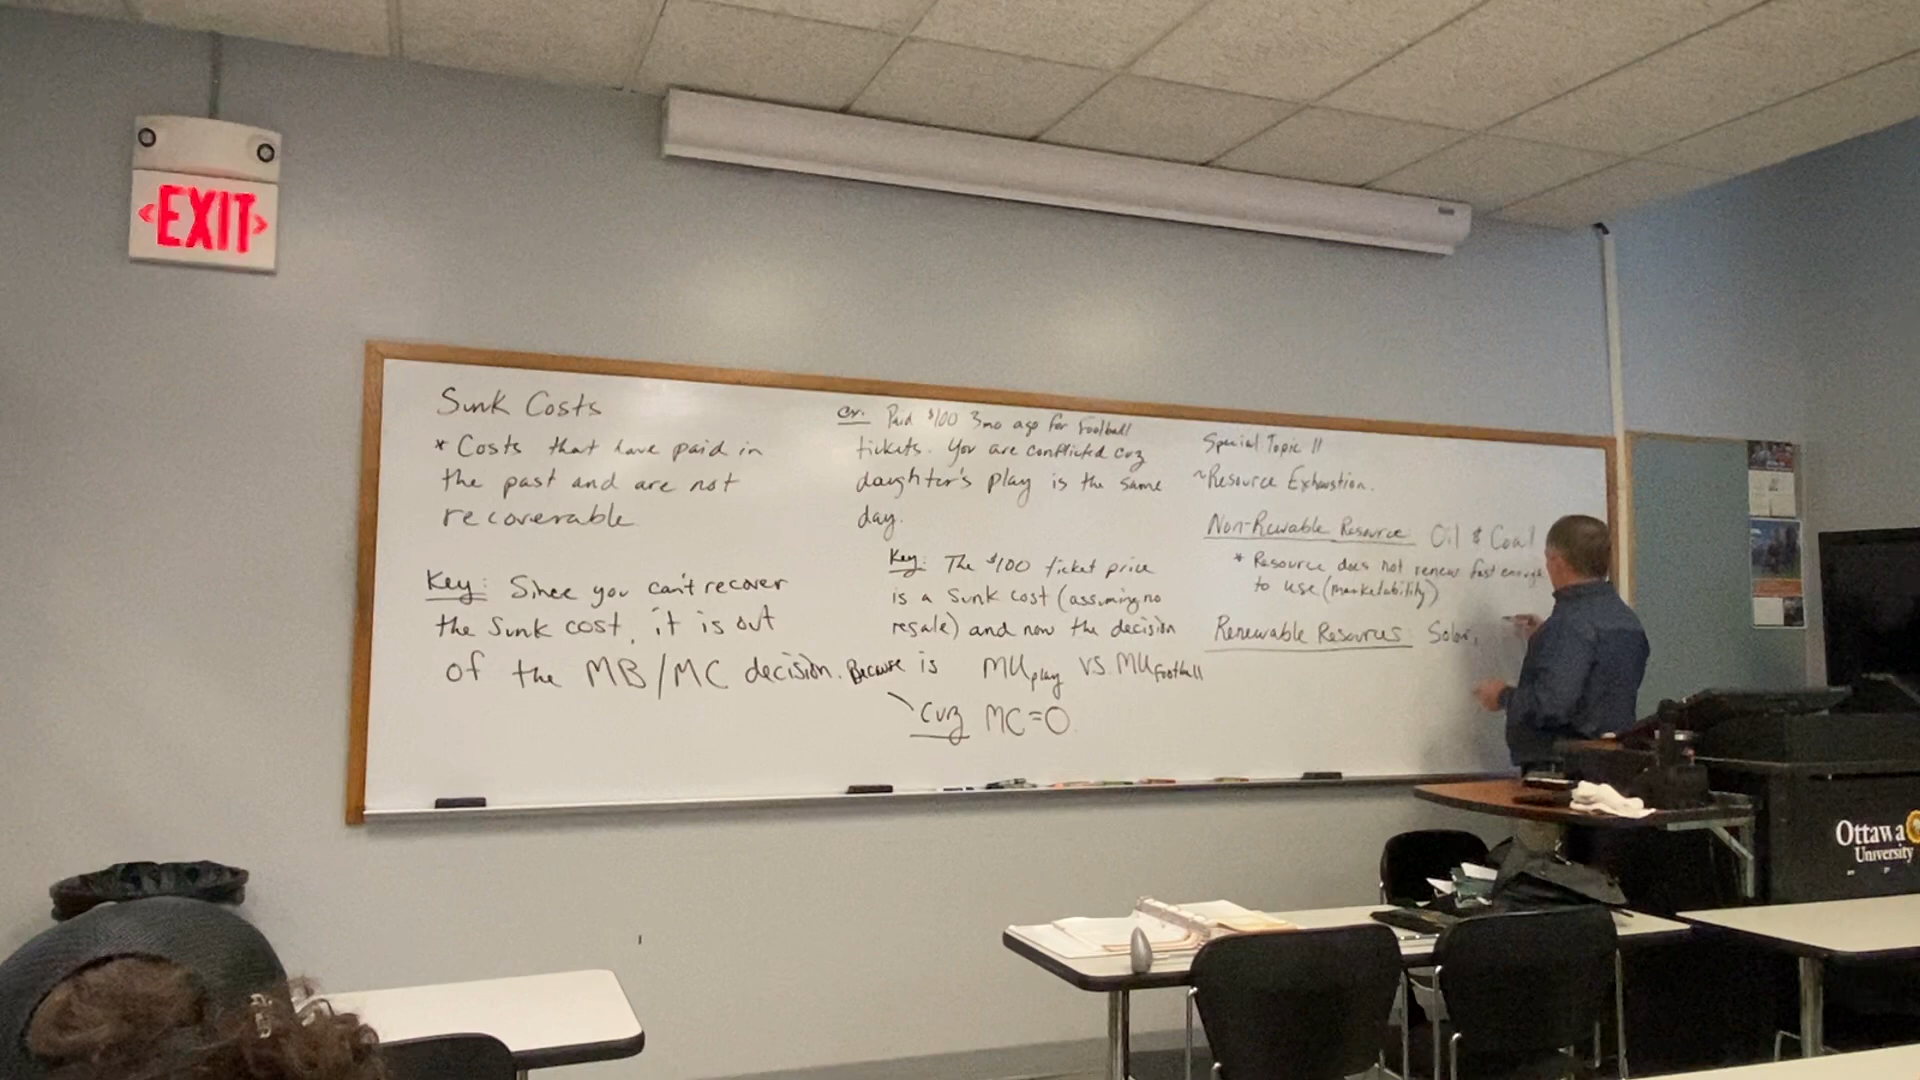 EXIT
Sunk Costs
* Costs that have paid in
the past and are not
recoverable
Key: Since you can't recover
the sunk cost, it is out
of the MB/MC decision. Because
ex: Paid $100 3mo ago for Football
tickets. You are conflicted cuz
daughter's play is the same
day.
Key: The $100 ticket price
is a sunk cost (assuming no
resale) and now the decision
is MUplay vs. MUFootball
cuz MC=0
Special Topic 11
~Resource Exhaustion.
Non-Rewable Resource: Oil & Coal
* Resource does not renew fast enough
to use (marketability)
Renewable Resources: Solar,
Ottawa
University